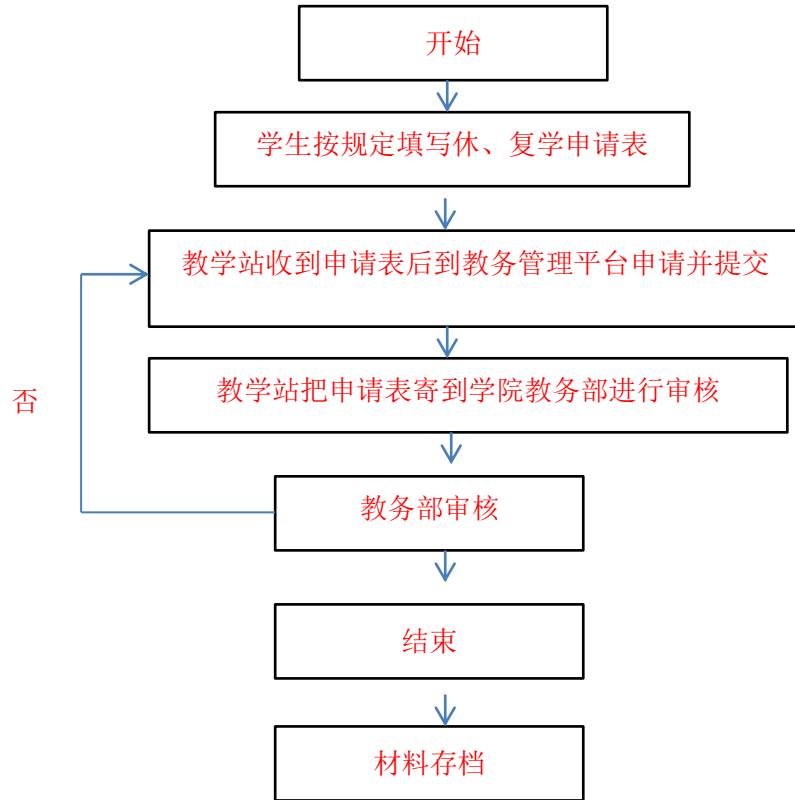 开始
学生按规定填写休、复学申请表
教学站收到申请表后到教务管理平台申请并提交
教学站把申请表寄到学院教务部进行审核
否
教务部审核
结束
材料存档